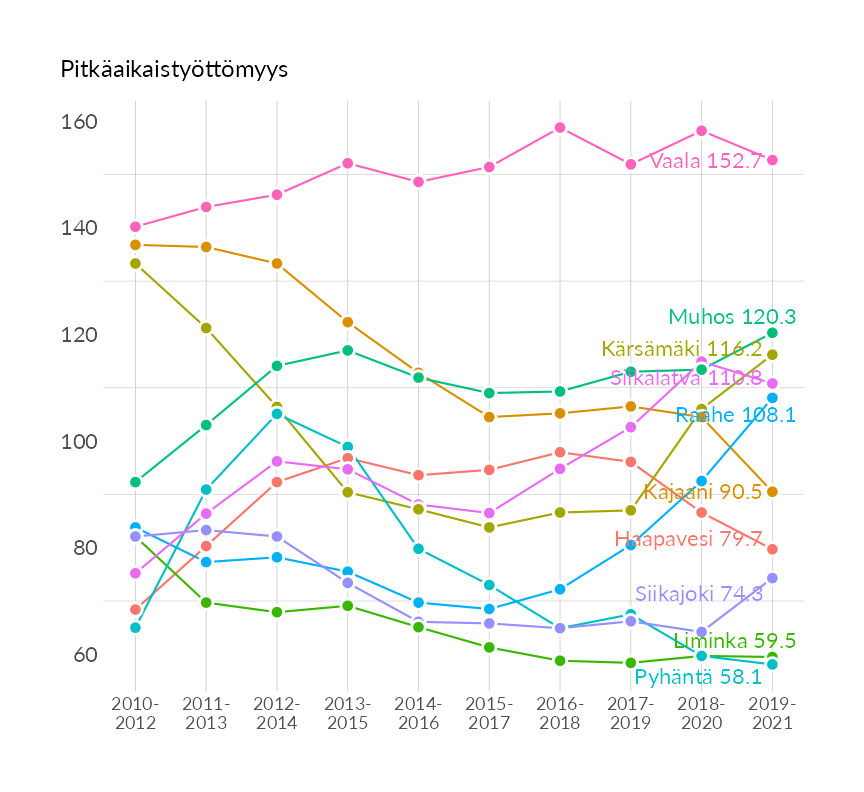 Pitkäaikaistyöttömyys
160
Vaala 152.7
140
Muhos 120.3
120
Kärsämäki 116.2
Siikalatva 110.8
Raahe 108.1
100
Kajaani 90.5
Haapavesi 79.7
80
Siikajoki 74.3
Liminka 59.5
60
Pyhäntä 58.1
2010- 2011- 2012- 2013- 2014- 2015- 2016- 2017- 2018- 2019-
2012 2013 2014 2015 2016 2017 2018 2019 2020 2021